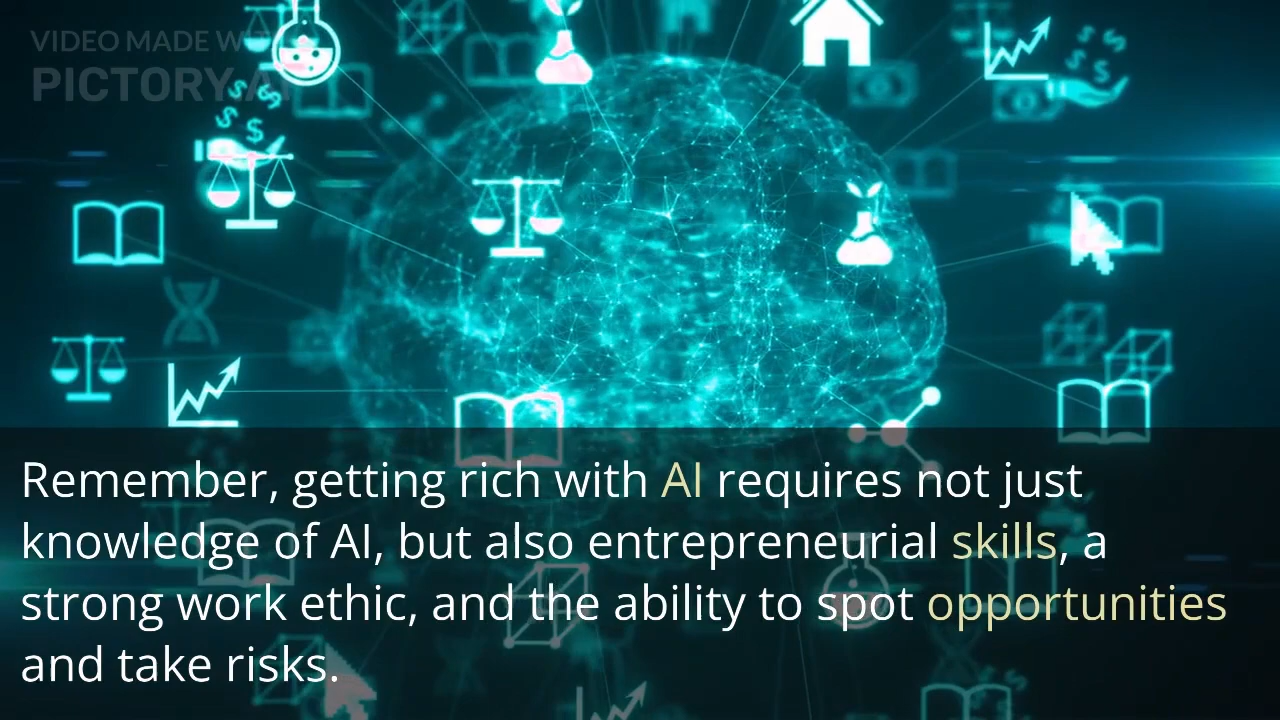 VIDEO MADE WITH
PICTORY.AI
Remember, getting rich with AI requires not just
knowledge of AI, but also entrepreneurial skills, a
strong work ethic, and the ability to spot opportunities
and take risks.